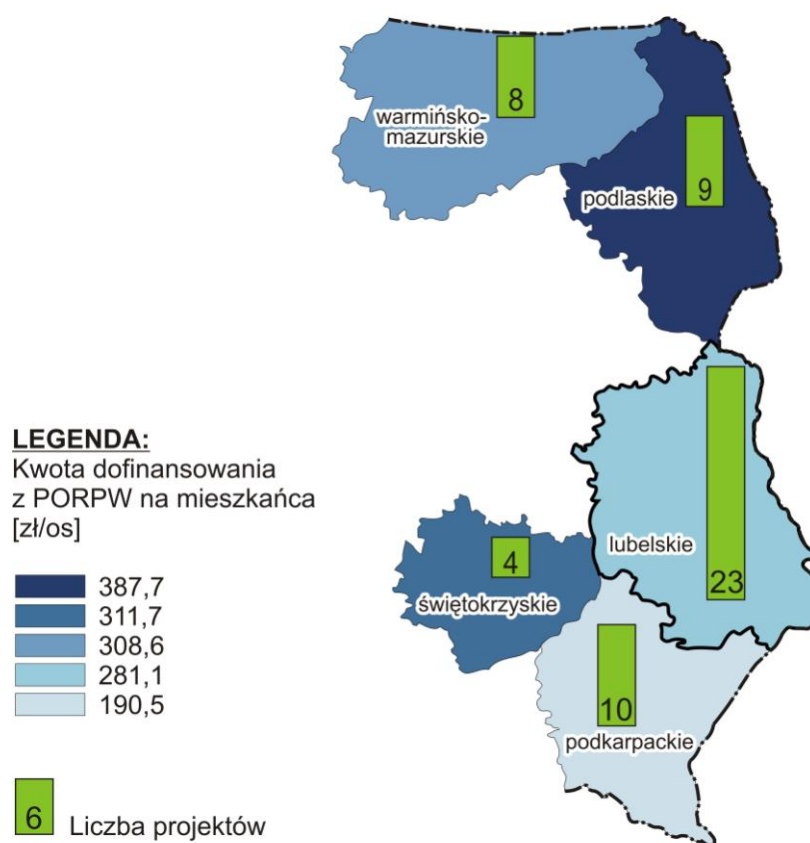 8
warmińsko-
mazurskie
podlaskie
9
LEGENDA:
Kwota dofinansowania
z PORPW na mieszkańca
[zł/os]
387,7
311,7
308,6
281,1
190,5
6 Liczba projektów
lubelskie
23
4
świętokrzyskie
10
podkarpackie